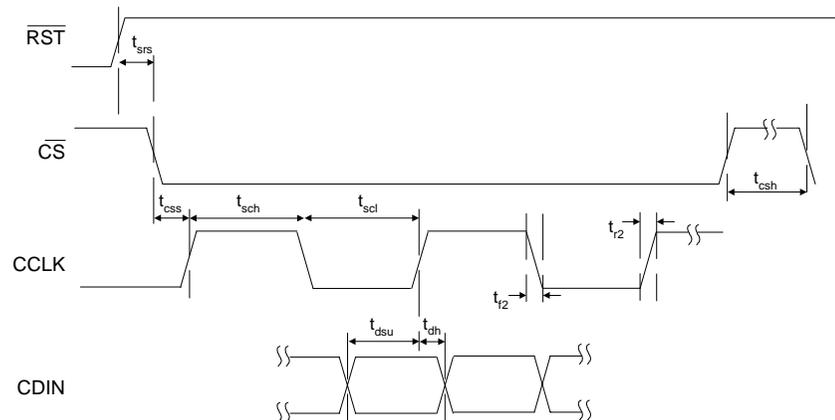 RST
t_srs
CS
t_csh
t_css
t_sch
t_scl
t_r2
CCLK
t_f2
t_dsu
t_dh
CDIN